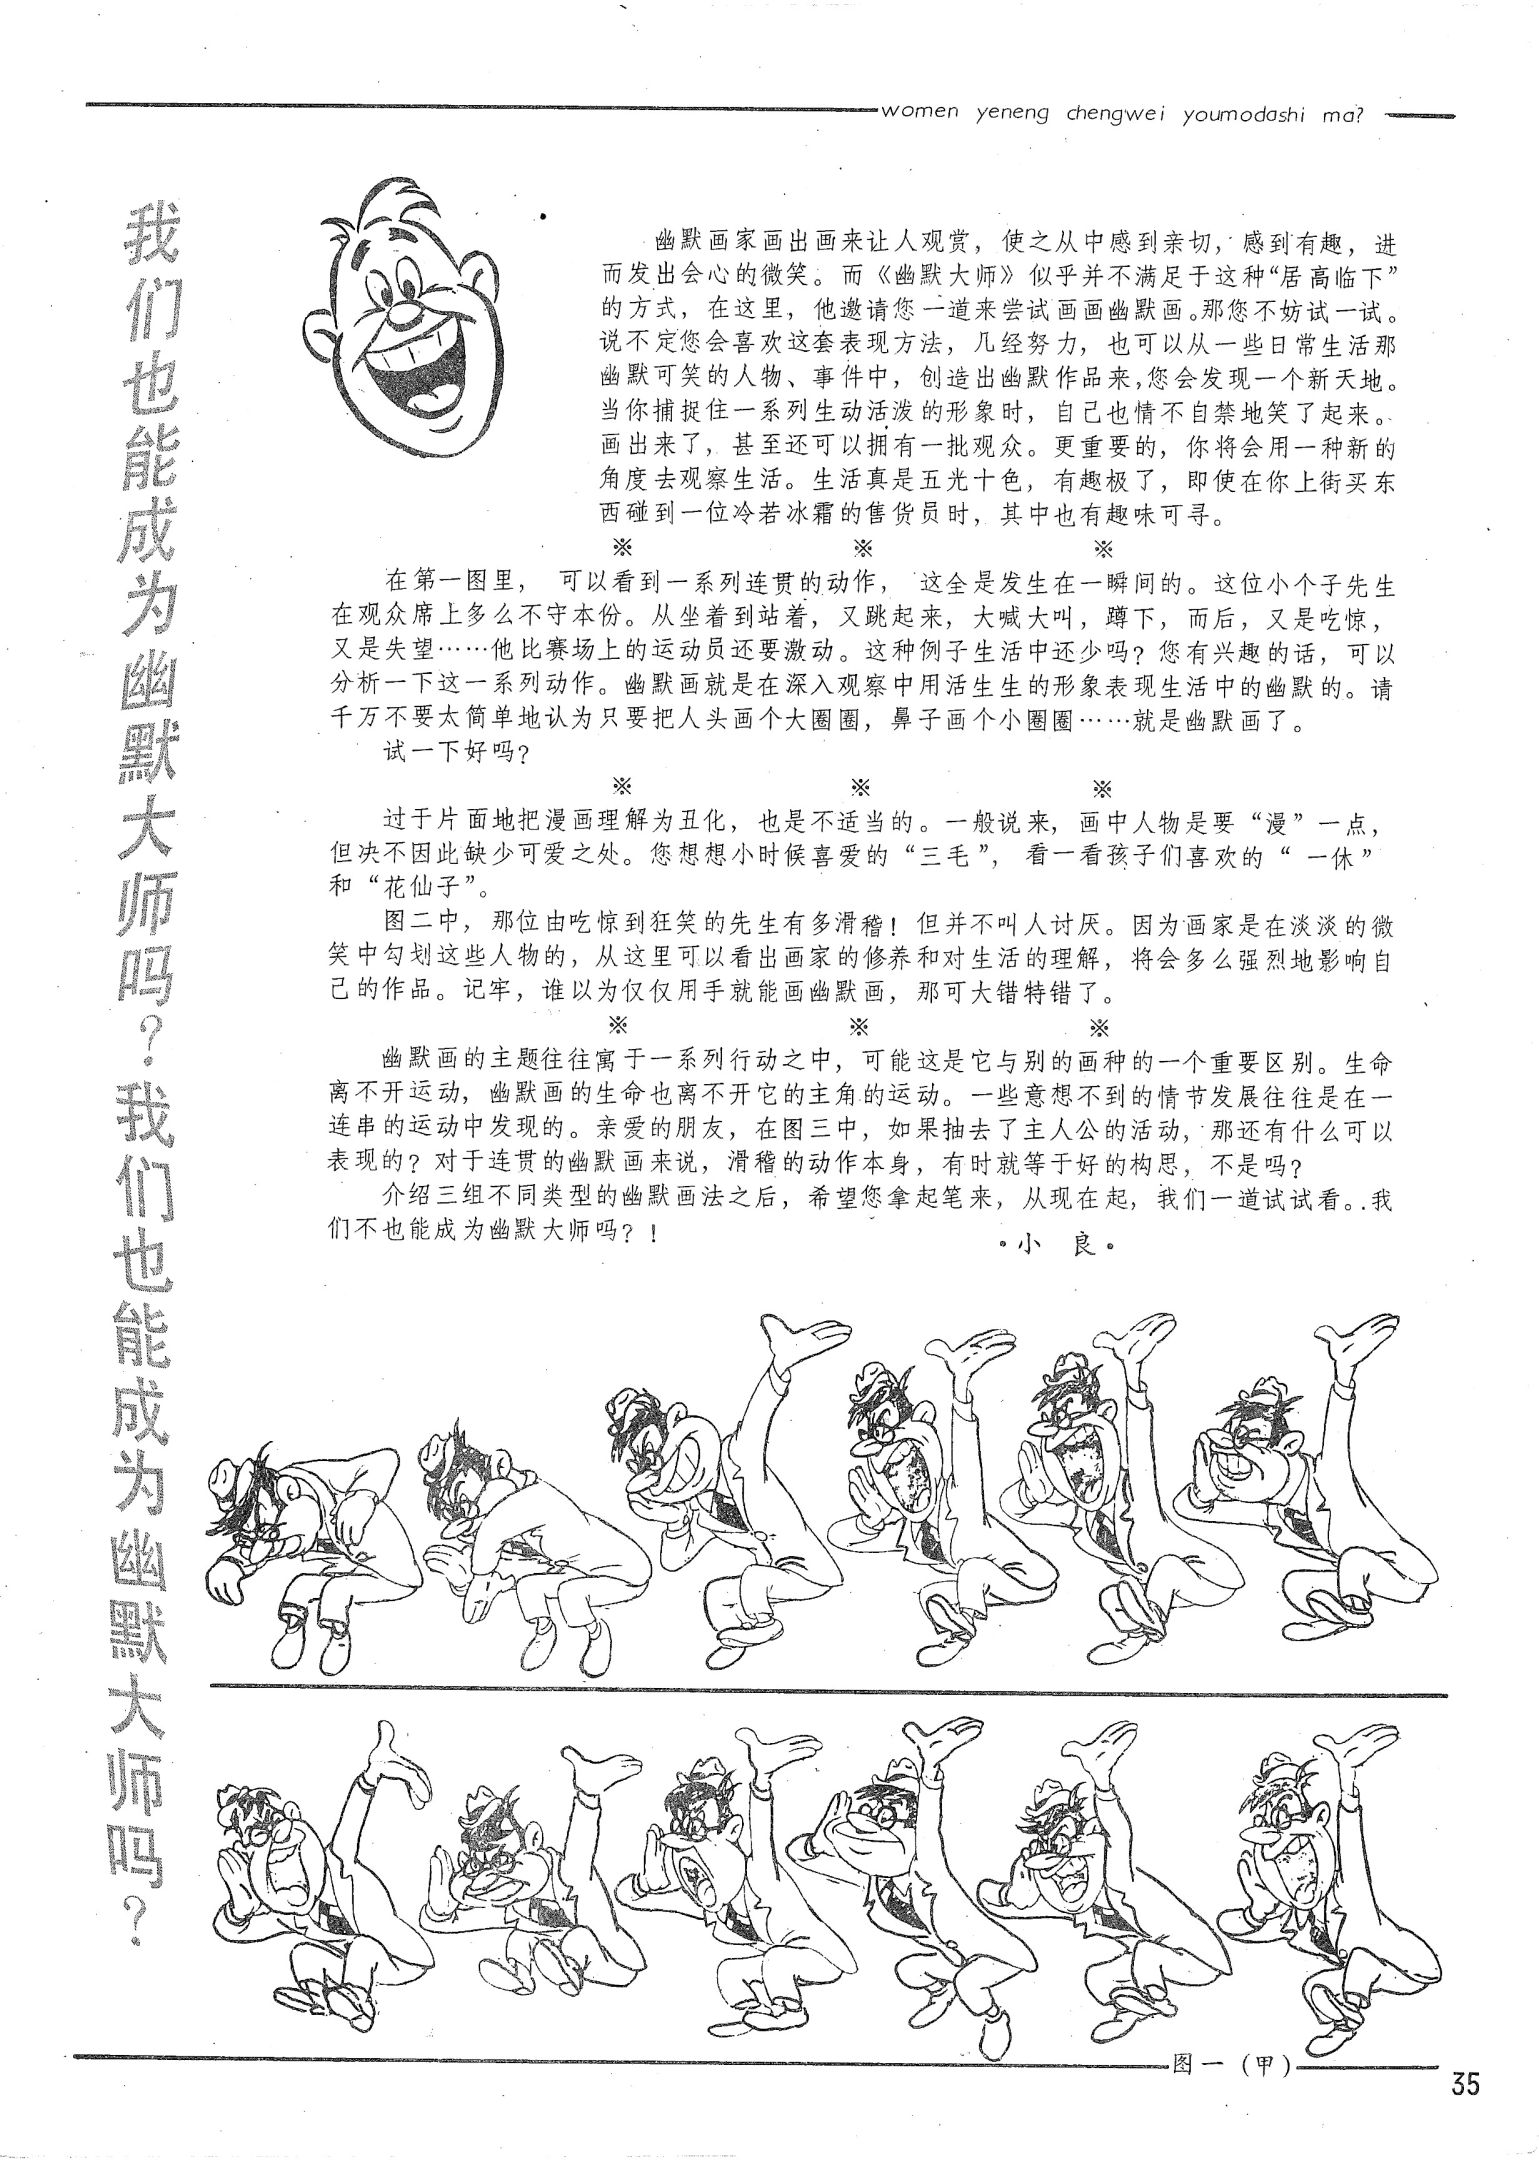 women yeneng chengwei youmodashi ma?
我们也能成为幽默大师吗？我们也能成为幽默大师吗？
幽默画家画出画来让人观赏，使之从中感到亲切，感到有趣，进
而发出会心的微笑。而《幽默大师》似乎并不满足于这种“居高临下”
的方式，在这里，他邀请您一道来尝试画画幽默画。那您不妨试一试。
说不定您会喜欢这套表现方法，几经努力，也可以从一些日常生活那
幽默可笑的人物、事件中，创造出幽默作品来，您会发现一个新天地。
当你捕捉住一系列生动活泼的形象时，自己也情不自禁地笑了起来。
画出来了，甚至还可以拥有一批观众。更重要的，你将会用一种新的
角度去观察生活。生活真是五光十色，有趣极了，即使在你上街买东
西碰到一位冷若冰霜的售货员时，其中也有趣味可寻。
※ ※ ※
在第一图里，可以看到一系列连贯的动作，这全是发生在一瞬间的。这位小个子先生
在观众席上多么不守本份。从坐着到站着，又跳起来，大喊大叫，蹲下，而后，又是吃惊，
又是失望……他比赛场上的运动员还要激动。这种例子生活中还少吗？您有兴趣的话，可以
分析一下这一系列动作。幽默画就是在深入观察中用活生生的形象表现生活中的幽默的。请
千万不要太简单地认为只要把人头画个大圈圈，鼻子画个小圈圈……就是幽默画了。
试一下好吗？
※ ※ ※
过于片面地把漫画理解为丑化，也是不适当的。一般说来，画中人物是要“漫”一点，
但决不因此缺少可爱之处。您想想小时候喜爱的“三毛”，看一看孩子们喜欢的“一休”
和“花仙子”。
图二中，那位由吃惊到狂笑的先生有多滑稽！但并不叫人讨厌。因为画家是在淡淡的微
笑中勾划这些人物的，从这里可以看出画家的修养和对生活的理解，将会多么强烈地影响自
己的作品。记牢，谁以为仅仅用手就能画幽默画，那可大错特错了。
※ ※ ※
幽默画的主题往往寓于一系列行动之中，可能这是它与别的画种的一个重要区别。生命
离不开运动，幽默画的生命也离不开它的主角的运动。一些意想不到的情节发展往往是在一
连串的运动中发现的。亲爱的朋友，在图三中，如果抽去了主人公的活动，那还有什么可以
表现的？对于连贯的幽默画来说，滑稽的动作本身，有时就等于好的构思，不是吗？
介绍三组不同类型的幽默画法之后，希望您拿起笔来，从现在起，我们一道试试看。.我
们不也能成为幽默大师吗？！
·小 良·
图一（甲）
35